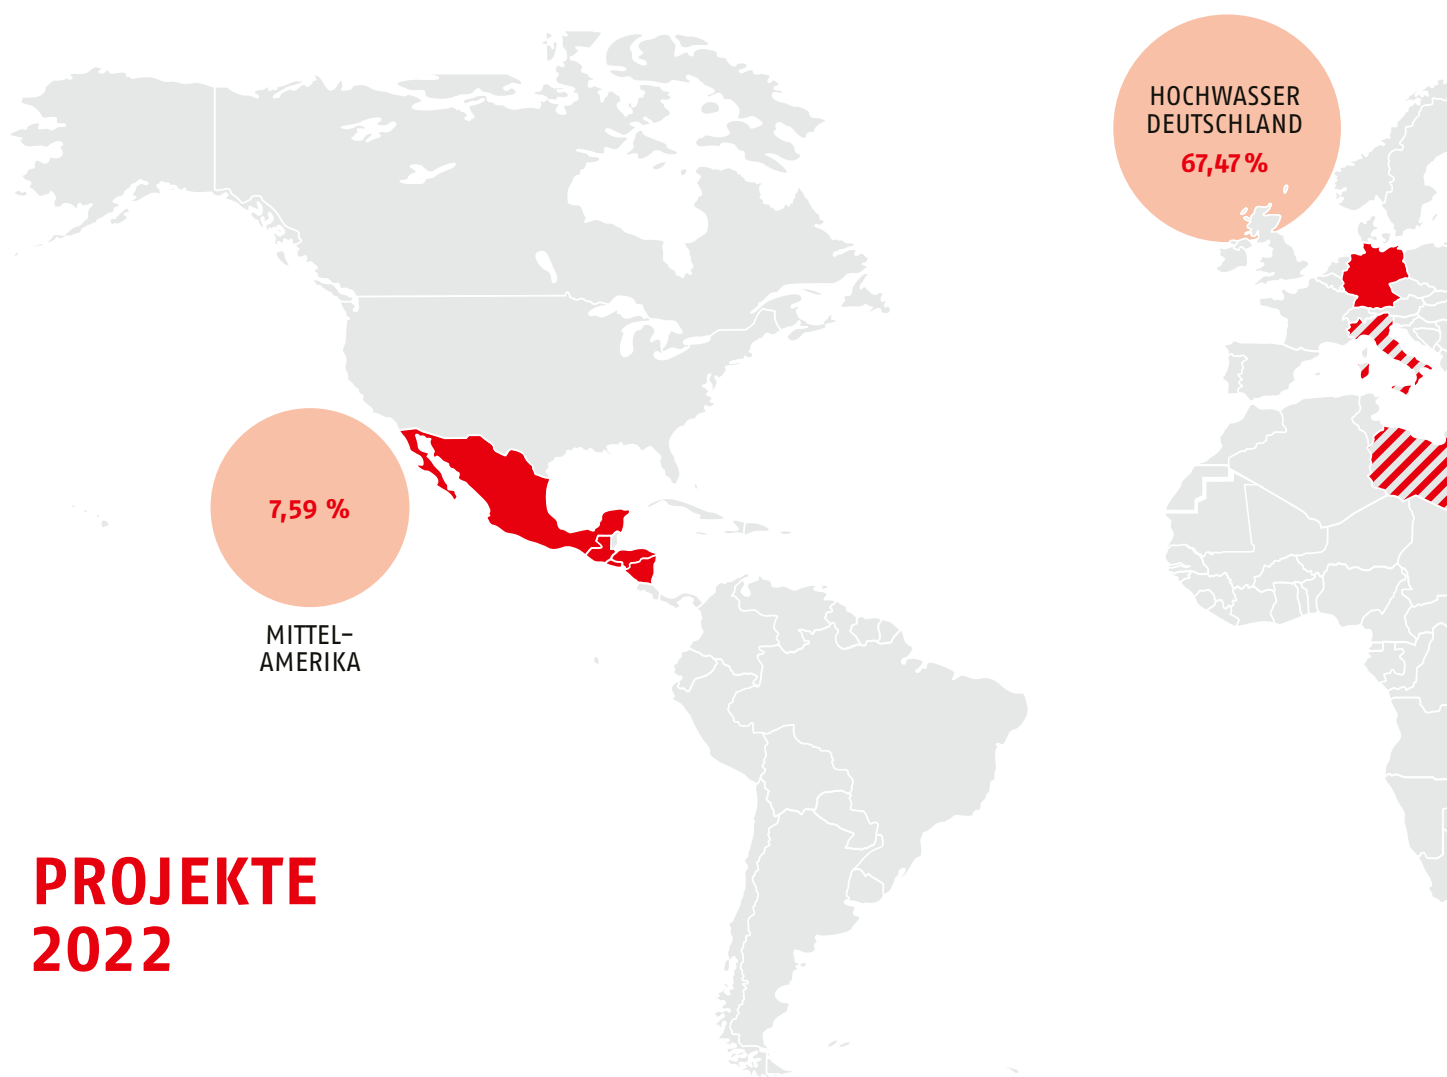 HOCHWASSER
DEUTSCHLAND
67,47 %
7,59 %
MITTEL–
AMERIKA
PROJEKTE
2022